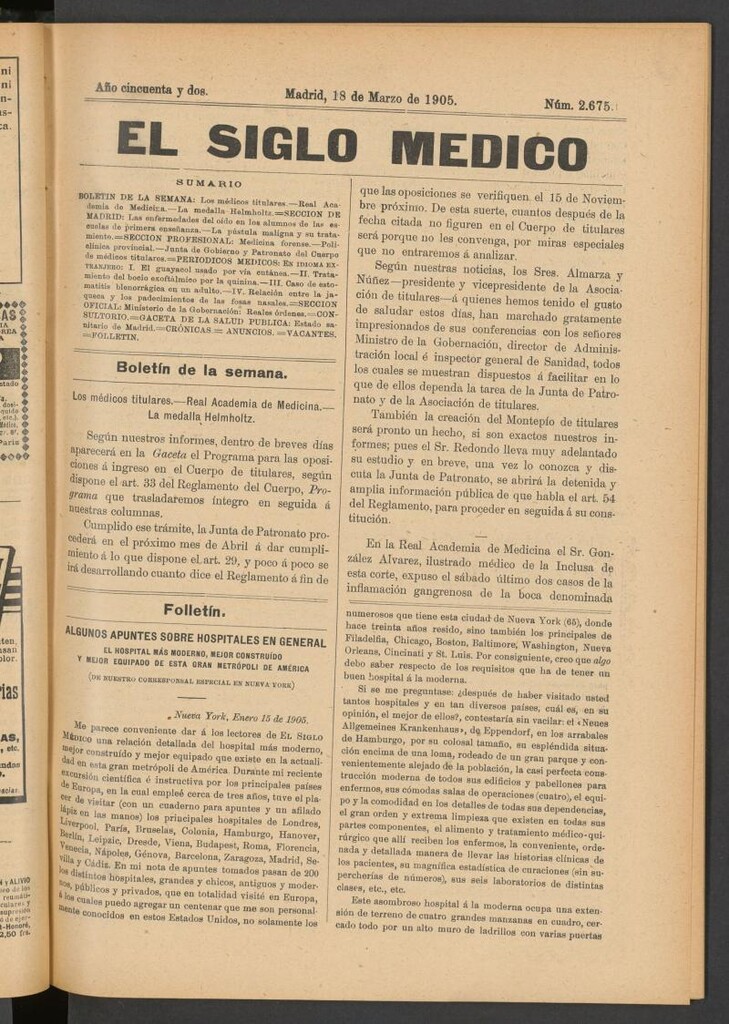 Año cincuenta y dos.
Madrid, 18 de Marzo de 1905.
Núm. 2.675.
EL SIGLO MEDICO
SUMARIO
BOLETIN DE LA SEMANA: Los médicos titulares.—Real Aca-
demia de Medicina.—La medalla Helmholtz.=SECCION DE
MADRID: Las enfermedades del oído en los alumnos de las es-
cuelas de primera enseñanza.—La pústula maligna y su trata-
miento.=SECCION PROFESIONAL: Medicina forense.—Poli-
clínica provincial.—Junta de Gobierno y Patronato del Cuerpo
de médicos titulares.=PERIODICOS MEDICOS: EN IDIOMA EX-
TRANJERO: I. El guayacol usado por vía cutánea.—II. Trata-
miento del bocio exoftálmico por la quinina.—III. Caso de esto-
matitis blenorrágica en un adulto.—IV. Relación entre la ja-
queca y los padecimientos de las fosas nasales.=SECCION
OFICIAL: Ministerio de la Gobernación: Reales órdenes.=CON-
SULTORIO.=GACETA DE LA SALUD PUBLICA: Estado sa-
nitario de Madrid.=CRÓNICAS = ANUNCIOS. =VACANTES.
=FOLLETIN.
Boletín de la semana.
Los médicos titulares.—Real Academia de Medicina.—
La medalla Helmholtz.
Según nuestros informes, dentro de breves días
aparecerá en la Gaceta el Programa para las oposi-
ciones á ingreso en el Cuerpo de titulares, según
dispone el art. 33 del Reglamento del Cuerpo, Pro-
grama que trasladaremos íntegro en seguida á
nuestras columnas.
Cumplido ese trámite, la Junta de Patronato pro-
cederá en el próximo mes de Abril á dar cumpli-
miento á lo que dispone el art. 29, y poco á poco se
irá desarrollando cuanto dice el Reglamento á fin de
que las oposiciones se verifiquen el 15 de Noviem-
bre próximo. De esta suerte, cuantos después de la
fecha citada no figuren en el Cuerpo de titulares
será porque no les convenga, por miras especiales
que no entraremos á analizar.
Según nuestras noticias, los Sres. Almarza y
Núñez—presidente y vicepresidente de la Asocia-
ción de titulares—á quienes hemos tenido el gusto
de saludar estos días, han marchado gratamente
impresionados de sus conferencias con los señores
Ministro de la Gobernación, director de Adminis-
tración local é inspector general de Sanidad, todos
los cuales se muestran dispuestos á facilitar en lo
que de ellos dependa la tarea de la Junta de Patro-
nato y de la Asociación de titulares.
También la creación del Montepío de titulares
será pronto un hecho, si son exactos nuestros in-
formes; pues el Sr. Redondo lleva muy adelantado
su estudio y en breve, una vez lo conozca y dis-
cuta la Junta de Patronato, se abrirá la detenida y
amplia información pública de que habla el art. 54
del Reglamento, para proceder en seguida á su cons-
titución.
En la Real Academia de Medicina el Sr. Gon-
zález Alvarez, ilustrado médico de la Inclusa de
esta corte, expuso el sábado último dos casos de la
inflamación gangrenosa de la boca denominada
Folletín.
ALGUNOS APUNTES SOBRE HOSPITALES EN GENERAL
EL HOSPITAL MÁS MODERNO, MEJOR CONSTRUÍDO
Y MEJOR EQUIPADO DE ESTA GRAN METRÓPOLI DE AMÉRICA
(DE NUESTRO CORRESPONSAL ESPECIAL EN NUEVA YORK)
Nueva York, Enero 15 de 1905.
Me parece conveniente dar á los lectores de EL SIGLO
MÉDICO una relación detallada del hospital más moderno,
mejor construído y mejor equipado que existe en la actuali-
dad en esta gran metrópoli de América. Durante mi reciente
excursión científica é instructiva por los principales países
de Europa, en la cual empleé cerca de tres años, tuve el pla-
cer de visitar (con un cuaderno para apuntes y un afilado
lápiz en las manos) los principales hospitales de Londres,
Liverpool, París, Bruselas, Colonia, Hamburgo, Hanover,
Berlín, Leipzic, Dresde, Viena, Budapest, Roma, Florencia,
Venecia, Nápoles, Génova, Barcelona, Zaragoza, Madrid, Se-
villa y Cádiz. En mi nota de apuntes tomados pasan de 200
los distintos hospitales, grandes y chicos, antiguos y moder-
nos, públicos y privados, que en totalidad visité en Europa,
á los cuales puedo agregar un centenar que me son personal-
mente conocidos en estos Estados Unidos, no solamente los
numerosos que tiene esta ciudad de Nueva York (65), donde
hace treinta años resido, sino también los principales de
Filadelfia, Chicago, Boston, Baltimore, Washington, Nueva
Orleans, Cincinati y St. Luis. Por consiguiente, creo que algo
debo saber respecto de los requisitos que ha de tener un
buen hospital á la moderna.
Si se me preguntase: ¿después de haber visitado usted
tantos hospitales y en tan diversos países, cuál es, en su
opinión, el mejor de ellos?, contestaría sin vacilar: el «Neues
Allgemeines Krankenhaus», de Eppendorf, en los arrabales
de Hamburgo, por su colosal tamaño, su espléndida situa-
ción encima de una loma, rodeado de un gran parque y con-
venientemente alejado de la población, la casi perfecta cons-
trucción moderna de todos sus edificios y pabellones para
enfermos, sus cómodas salas de operaciones (cuatro), el equi-
po y la comodidad en los detalles de todas sus dependencias,
el gran orden y extrema limpieza que existen en todas sus
partes componentes, el alimento y tratamiento médico-qui-
rúrgico que allí reciben los enfermos, la conveniente, orde-
nada y detallada manera de llevar las historias clínicas de
los pacientes, su magnífica estadística de curaciones (sin su-
percherías de números), sus seis laboratorios de distintas
clases, etc., etc.
Este asombroso hospital á la moderna ocupa una exten-
sión de terreno de cuatro grandes manzanas en cuadro, cer-
cado todo por un alto muro de ladrillos con varias puertas